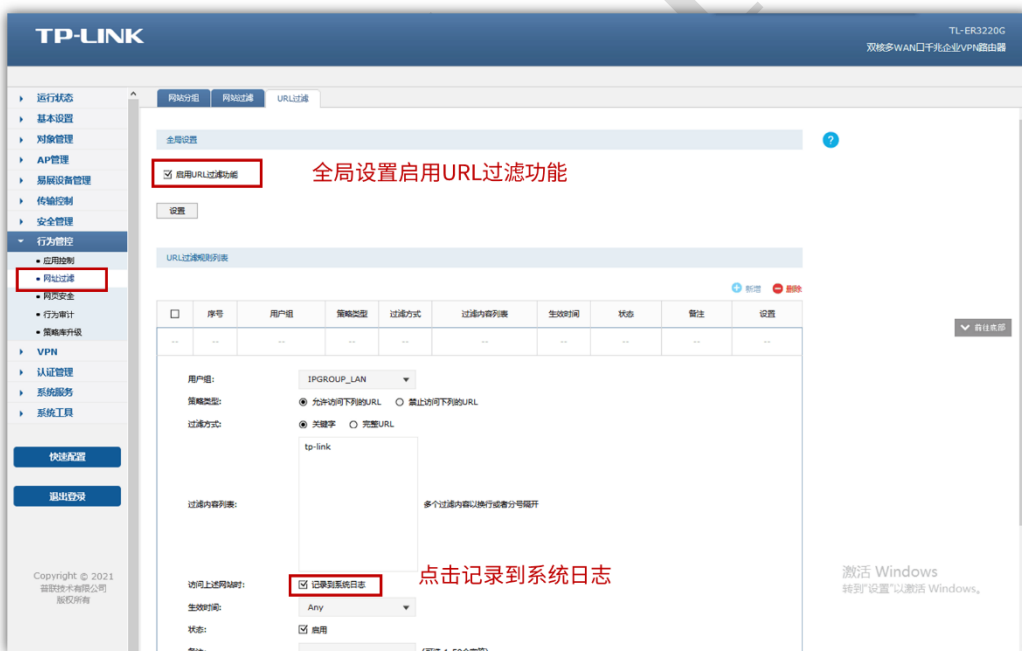 TP-LINK
TL-ER3220G
双核多WAN口千兆企业VPN路由器
运行状态
基本设置
对象管理
AP管理
易展设备管理
传输控制
安全管理
行为管控
应用控制
网址过滤
网页安全
行为审计
策略库升级
VPN
认证管理
系统服务
系统工具
快速配置
退出登录
Copyright © 2021
普联技术有限公司
版权所有
网站分组 网站过滤 URL过滤
全局设置
启用URL过滤功能
全局设置启用URL过滤功能
设置
URL过滤规则列表
新增 删除
序号 用户组 策略类型 过滤方式 过滤内容列表 生效时间 状态 备注 设置
-- -- -- -- -- -- -- -- -- --
用户组: IPGROUP_LAN
策略类型: 允许访问下列的URL 禁止访问下列的URL
过滤方式: 关键字 完整URL
tp-link
过滤内容列表: 多个过滤内容以换行或者分号隔开
访问上述网站时: 记录到系统日志
点击记录到系统日志
生效时间: Any
状态: 启用
前往底部
激活 Windows
转到"设置"以激活 Windows。